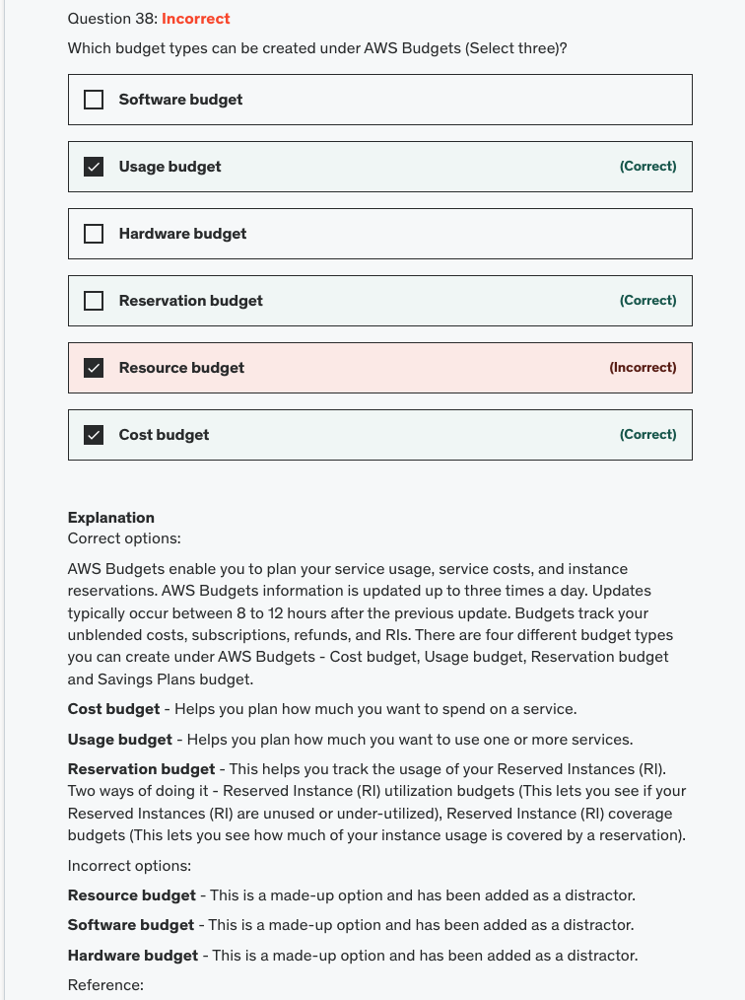 Question 38: Incorrect
Which budget types can be created under AWS Budgets (Select three)?
Software budget
Usage budget (Correct)
Hardware budget
Reservation budget (Correct)
Resource budget (Incorrect)
Cost budget (Correct)
Explanation
Correct options:
AWS Budgets enable you to plan your service usage, service costs, and instance
reservations. AWS Budgets information is updated up to three times a day. Updates
typically occur between 8 to 12 hours after the previous update. Budgets track your
unblended costs, subscriptions, refunds, and RIs. There are four different budget types
you can create under AWS Budgets - Cost budget, Usage budget, Reservation budget
and Savings Plans budget.
Cost budget - Helps you plan how much you want to spend on a service.
Usage budget - Helps you plan how much you want to use one or more services.
Reservation budget - This helps you track the usage of your Reserved Instances (RI).
Two ways of doing it - Reserved Instance (RI) utilization budgets (This lets you see if your
Reserved Instances (RI) are unused or under-utilized), Reserved Instance (RI) coverage
budgets (This lets you see how much of your instance usage is covered by a reservation).
Incorrect options:
Resource budget - This is a made-up option and has been added as a distractor.
Software budget - This is a made-up option and has been added as a distractor.
Hardware budget - This is a made-up option and has been added as a distractor.
Reference: